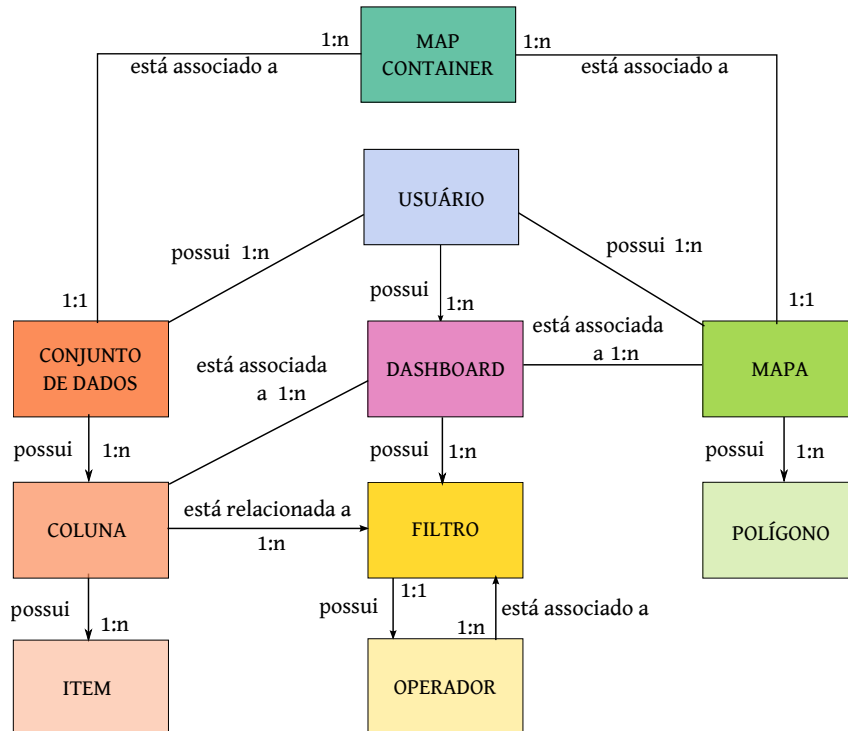 1:n
MAP
CONTAINER
1:n
está associado a
está associado a
USUÁRIO
possui 1:n
possui 1:n
possui
1:n
1:1
1:1
CONJUNTO
DE DADOS
está associada
a 1:n
DASHBOARD
está associada
a 1:n
MAPA
possui
1:n
possui
1:n
possui
1:n
COLUNA
está relacionada a
1:n
FILTRO
POLÍGONO
possui
1:n
possui
1:1
está associado a
1:n
ITEM
OPERADOR